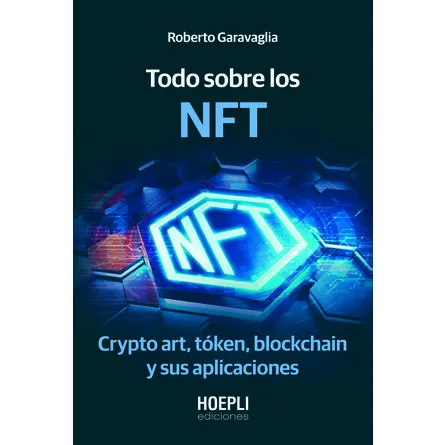 Roberto Garavaglia
Todo sobre los
NFT
NFT
Crypto art, tóken, blockchain
y sus aplicaciones
HOEPLI
ediciones